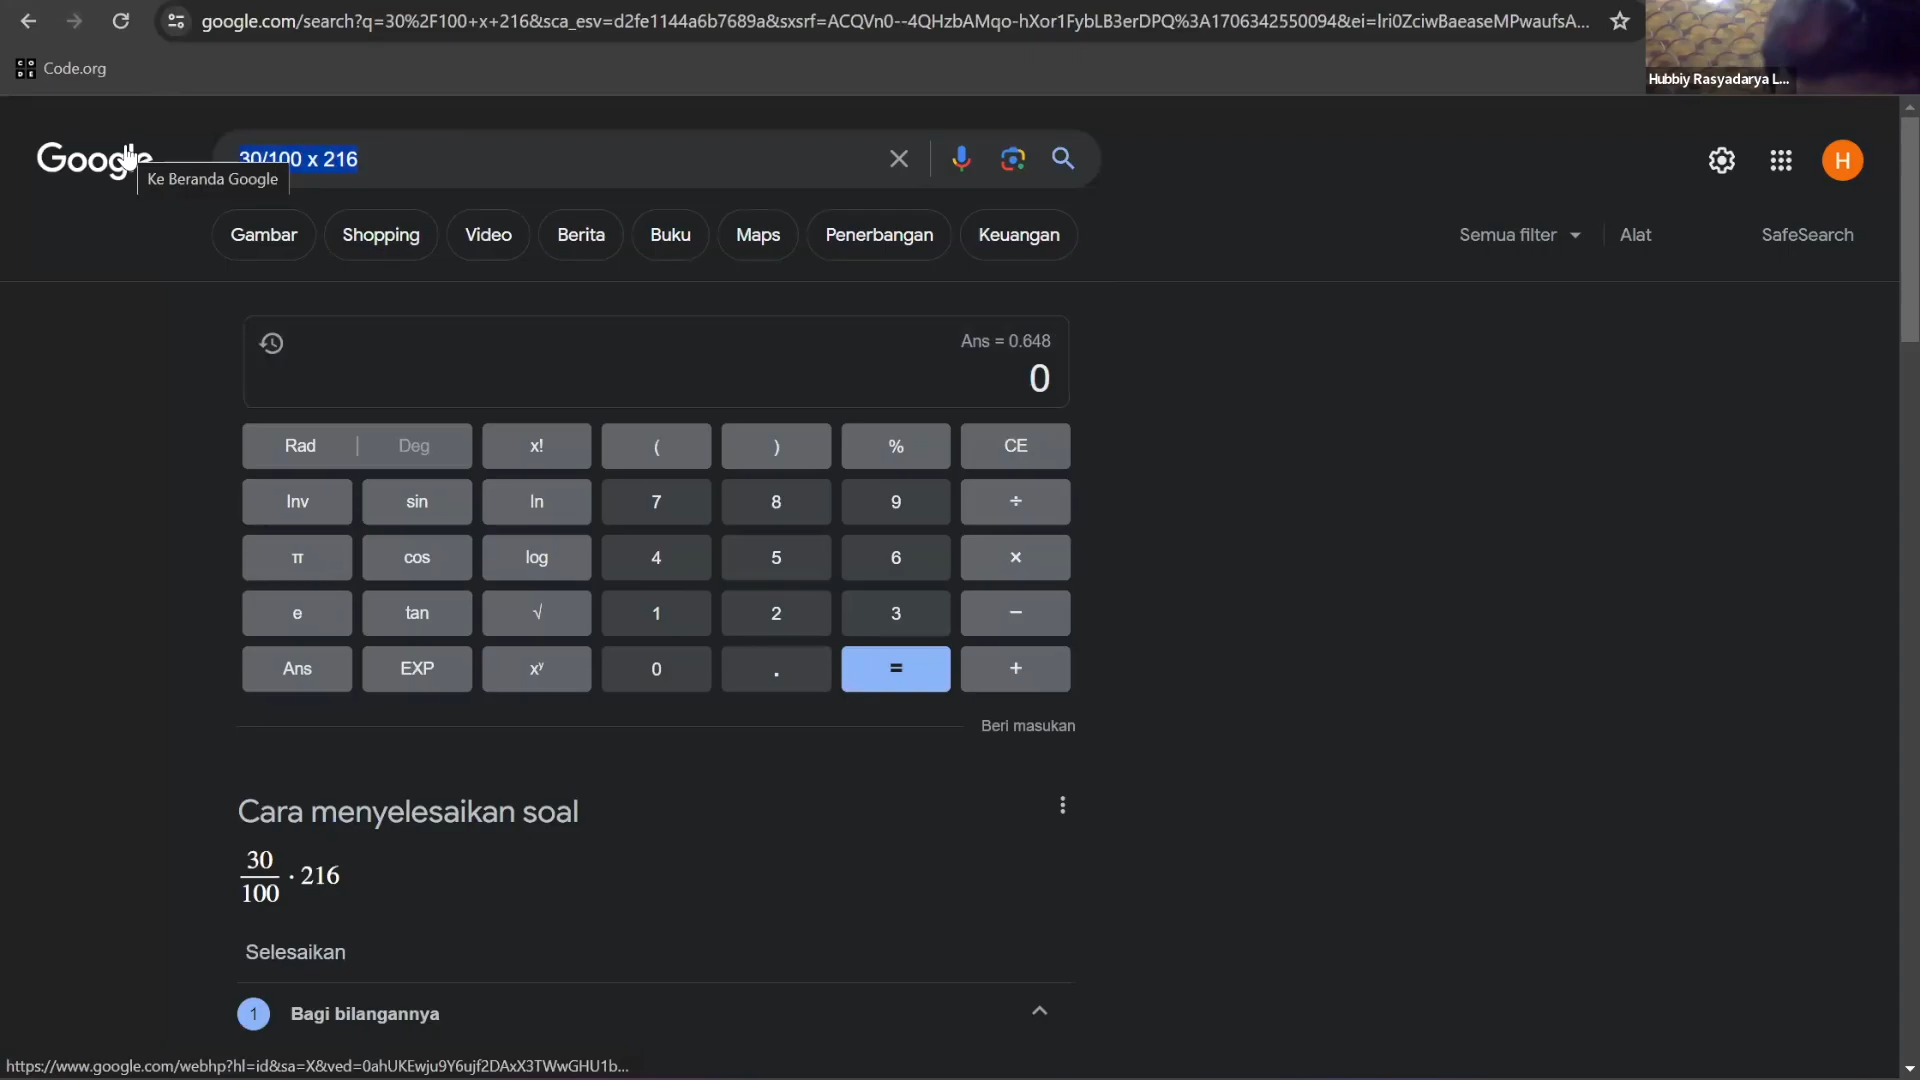 google.com/search?q=30%2F100+x+216&sca_esv=d2fe1144a6b7689a&sxsrf=ACQVn0--4QHzbAMqo-hXor1FybLB3erDPQ%3A1706342550094&ei=lri0ZciwBaeaseMPwaufsA...
Code.org
Hubbiy Rasyadarya L...
Google
30/100 x 216
Ke Beranda Google
H
Gambar
Shopping
Video
Berita
Buku
Maps
Penerbangan
Keuangan
Semua filter
Alat
SafeSearch
Ans = 0.648
0
Rad | Deg x! ( ) % CE
Inv sin ln 7 8 9 ÷
π cos log 4 5 6 ×
e tan √ 1 2 3 −
Ans EXP xʸ 0 . = +
Beri masukan
Cara menyelesaikan soal
30/100 · 216
Selesaikan
1 Bagi bilangannya
https://www.google.com/webhp?hl=id&sa=X&ved=0ahUKEwju9Y6ujf2DAxX3TWwGHU1b...